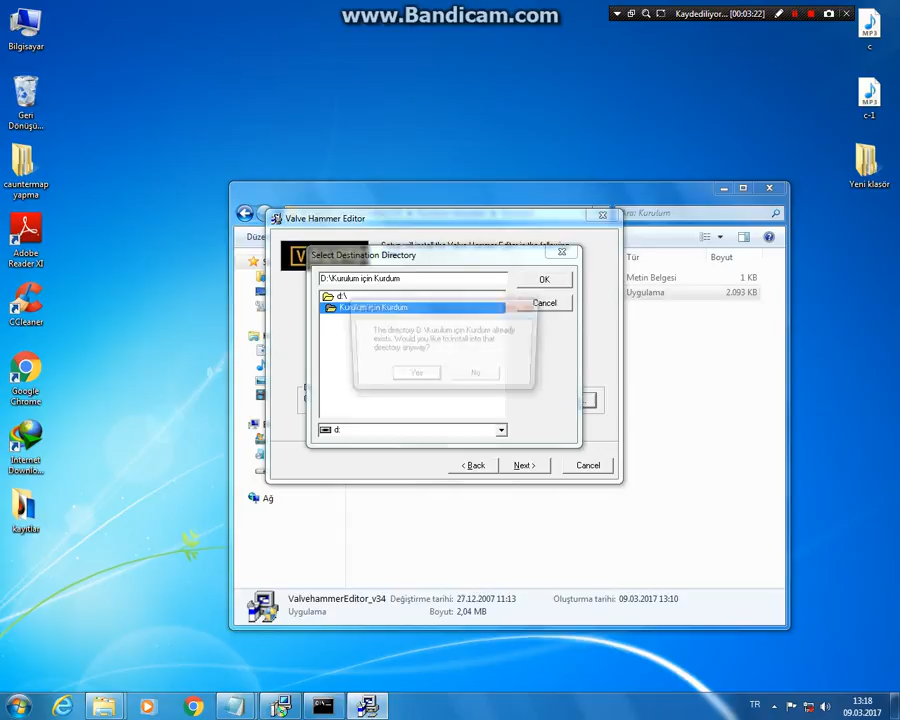 www.Bandicam.com
Kaydediliyor... [00:03:22]
Bilgisayar
Geri
Dönüşü...
cauntermap
yapma
Adobe
Reader XI
CCleaner
Google
Chrome
Internet
Downlo...
kayıtlar
c
c-1
Yeni klasör
Ara: Kurulum
Düze
Tür
Boyut
Metin Belgesi
1 KB
Uygulama
2.093 KB
Ağ
Valve Hammer Editor
Select Destination Directory
D:\Kurulum için Kurdum
OK
Cancel
d:\
Kurulum için Kurdum
The directory D:\Kurulum için Kurdum already
exists. Would you like to install into that
directory anyway?
Yes
No
d:
< Back
Next >
Cancel
ValvehammerEditor_v34 Değiştirme tarihi: 27.12.2007 11:13 Oluşturma tarihi: 09.03.2017 13:10
Uygulama Boyut: 2,04 MB
TR
13:18
09.03.2017